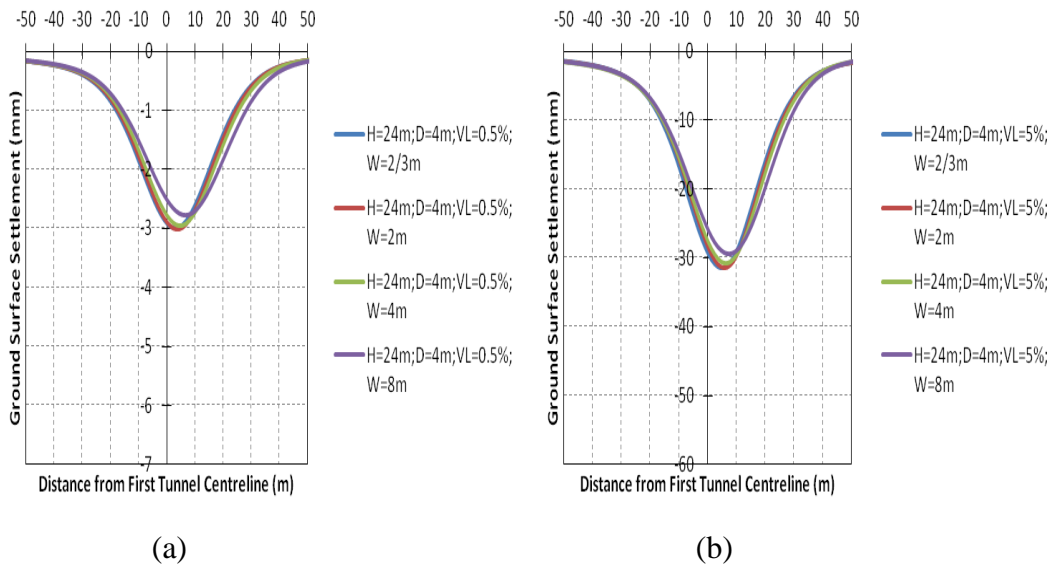 -50 -40 -30 -20 -10 0 10 20 30 40 50
0
-1
-2
-3
-4
-5
-6
-7
Ground Surface Settlement (mm)
Distance from First Tunnel Centreline (m)
H=24m;D=4m;VL=0.5%;
W=2/3m
H=24m;D=4m;VL=0.5%;
W=2m
H=24m;D=4m;VL=0.5%;
W=4m
H=24m;D=4m;VL=0.5%;
W=8m
(a)
-50 -40 -30 -20 -10 0 10 20 30 40 50
0
-10
-20
-30
-40
-50
-60
Ground Surface Settlement (mm)
Distance from First Tunnel Centreline (m)
H=24m;D=4m;VL=5%;
W=2/3m
H=24m;D=4m;VL=5%;
W=2m
H=24m;D=4m;VL=5%;
W=4m
H=24m;D=4m;VL=5%;
W=8m
(b)